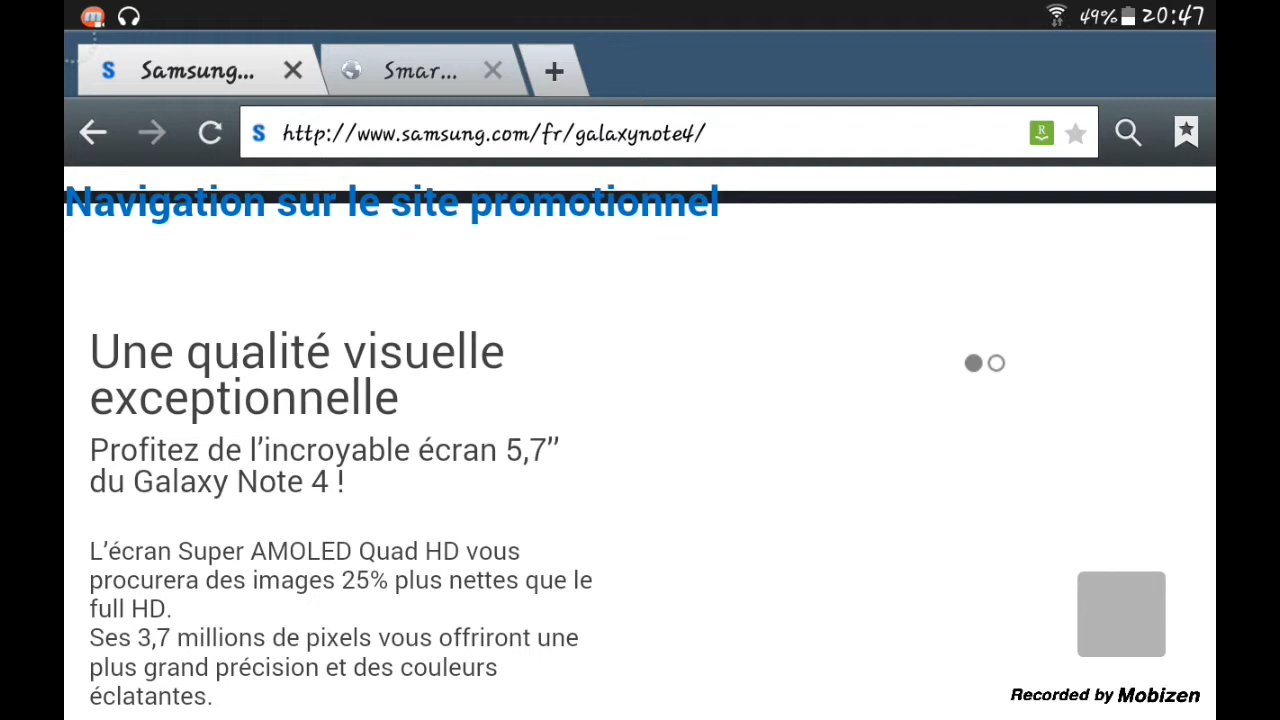 49% 20:47
S Samsung... Smar...
S http://www.samsung.com/fr/galaxynote4/ R
Navigation sur le site promotionnel
Une qualité visuelle
exceptionnelle
Profitez de l’incroyable écran 5,7’’
du Galaxy Note 4 !
L’écran Super AMOLED Quad HD vous
procurera des images 25% plus nettes que le
full HD.
Ses 3,7 millions de pixels vous offriront une
plus grand précision et des couleurs
éclatantes.
Recorded by Mobizen